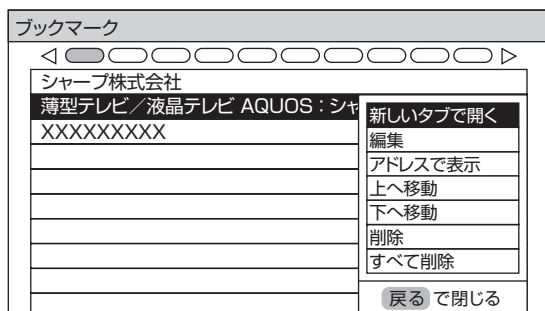 ブックマーク
シャープ株式会社
薄型テレビ／液晶テレビ AQUOS：シャ
XXXXXXXXX
新しいタブで開く
編集
アドレスで表示
上へ移動
下へ移動
削除
すべて削除
戻る で閉じる